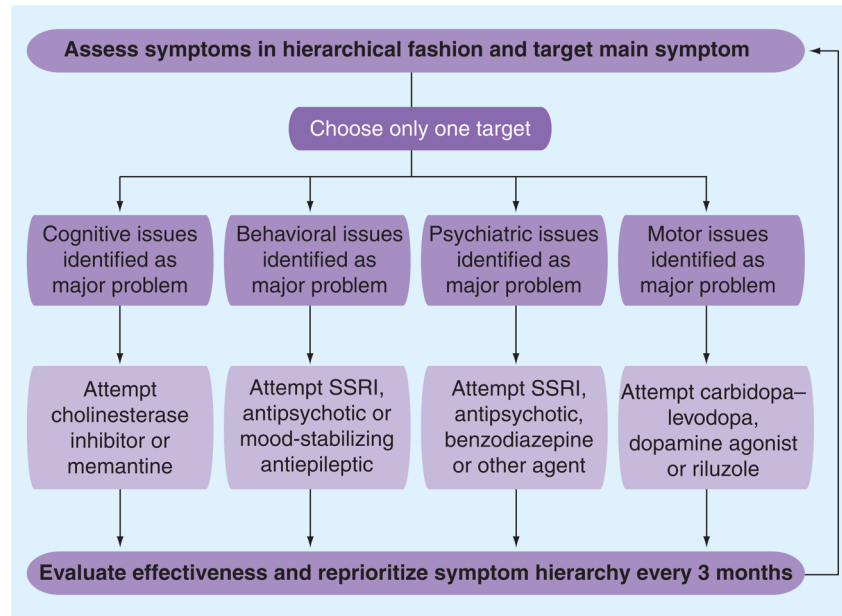 Assess symptoms in hierarchical fashion and target main symptom
Choose only one target
Cognitive issues
identified as
major problem
Behavioral issues
identified as
major problem
Psychiatric issues
identified as
major problem
Motor issues
identified as
major problem
Attempt
cholinesterase
inhibitor or
memantine
Attempt SSRI,
antipsychotic or
mood-stabilizing
antiepileptic
Attempt SSRI,
antipsychotic,
benzodiazepine
or other agent
Attempt carbidopa–
levodopa,
dopamine agonist
or riluzole
Evaluate effectiveness and reprioritize symptom hierarchy every 3 months